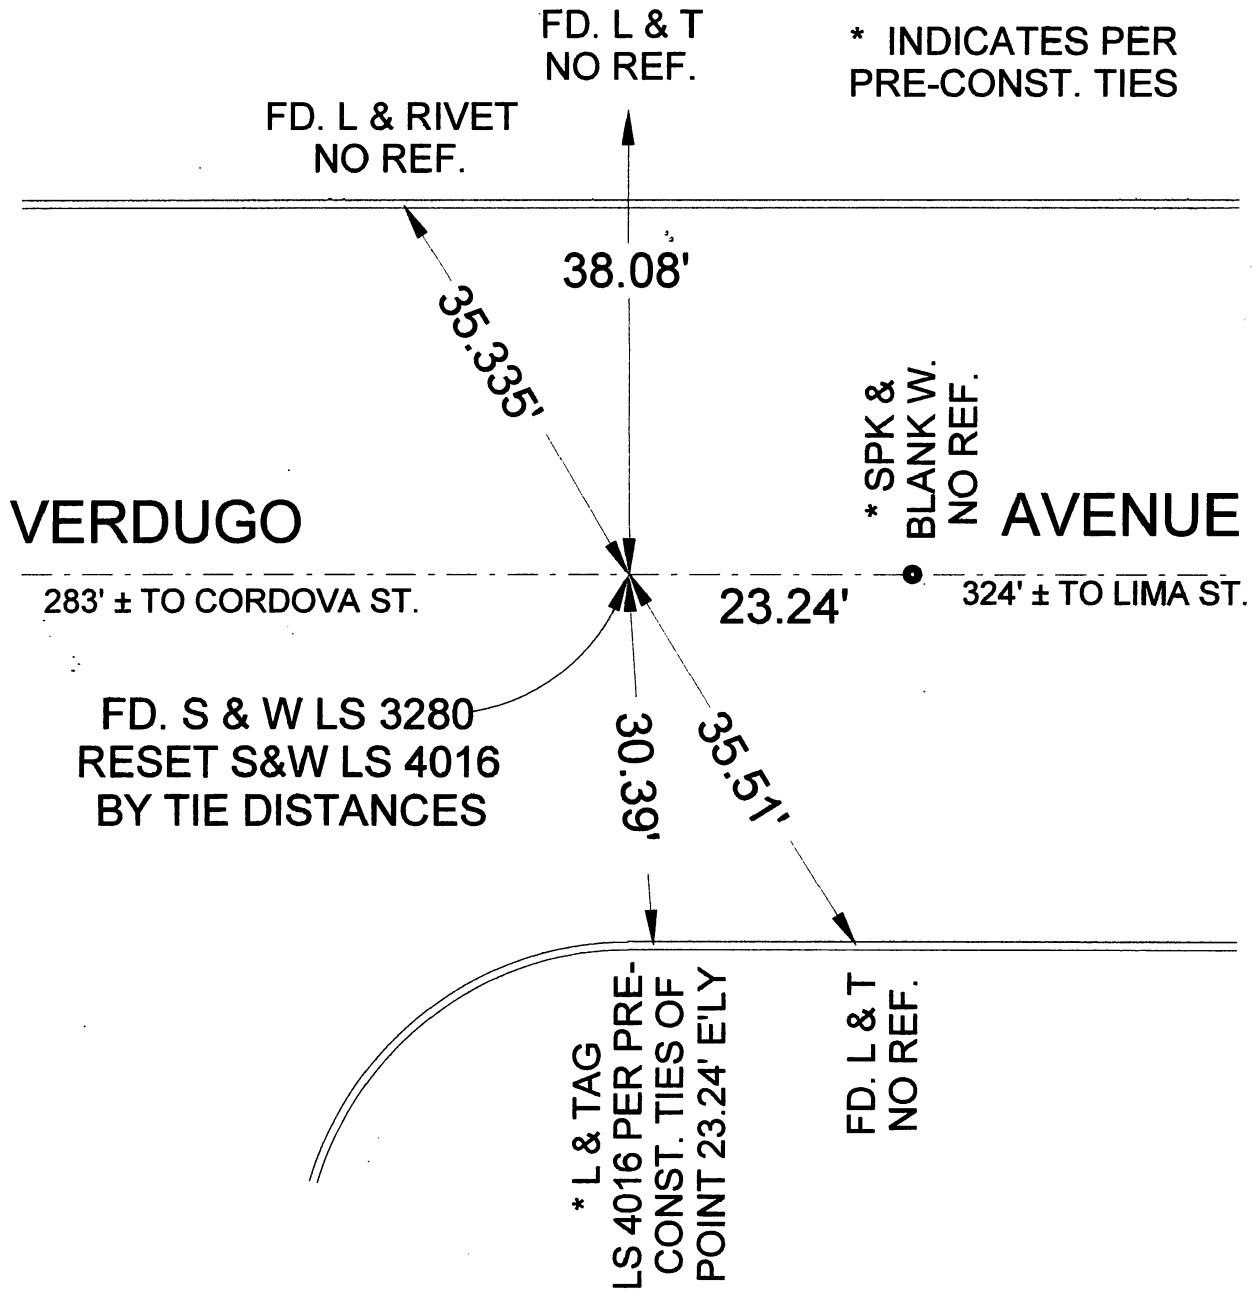 FD. L & T
NO REF.
* INDICATES PER
PRE-CONST. TIES
FD. L & RIVET
NO REF.
38.08'
35.335'
* SPK &
BLANK W.
NO REF.
VERDUGO
AVENUE
283' ± TO CORDOVA ST.
23.24'
324' ± TO LIMA ST.
FD. S & W LS 3280
RESET S&W LS 4016
BY TIE DISTANCES
30.39'
35.51'
* L & TAG
LS 4016 PER PRE-
CONST. TIES OF
POINT 23.24' E'LY
FD. L & T
NO REF.